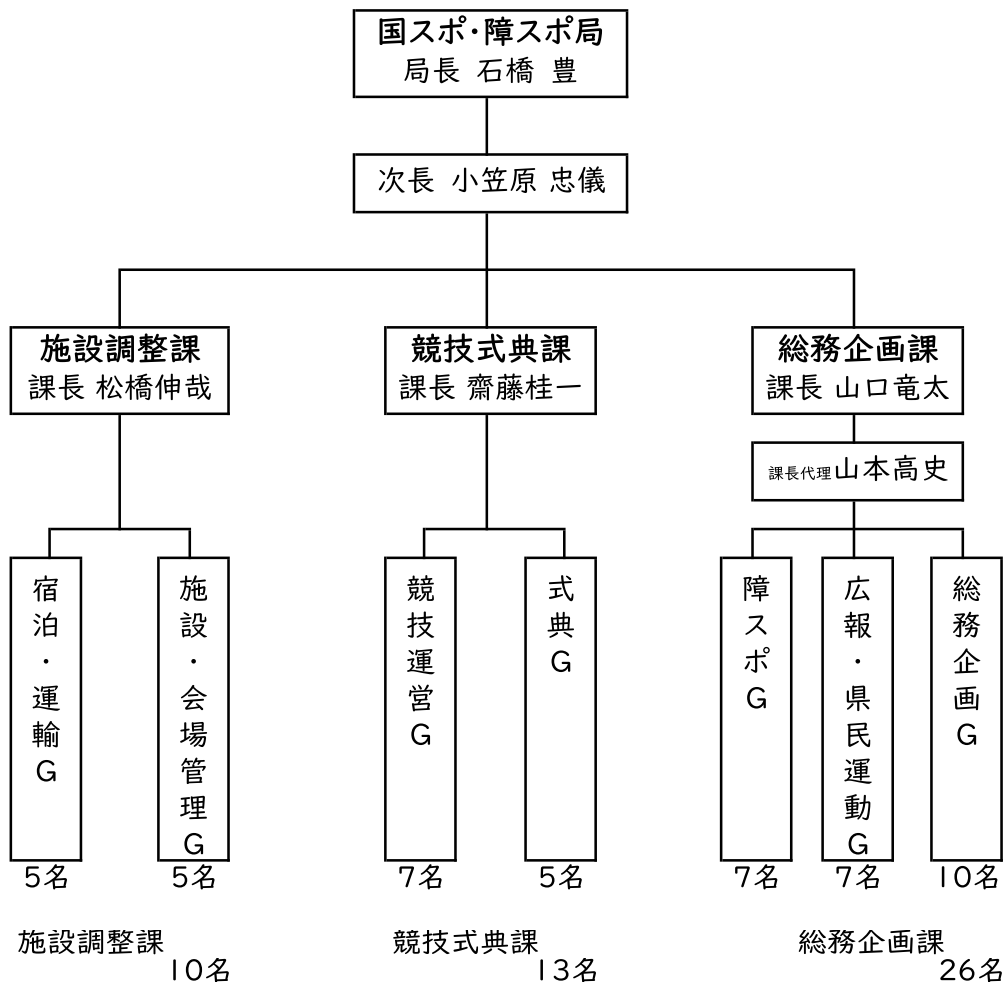 国スポ・障スポ局
局長 石橋 豊
次長 小笠原 忠儀
施設調整課
課長 松橋伸哉
競技式典課
課長 齋藤桂一
総務企画課
課長 山口竜太
課長代理山本高史
宿泊・運輸G
施設・会場管理G
競技運営G
式典G
障スポG
広報・県民運動G
総務企画G
5名
5名
7名
5名
7名
7名
10名
施設調整課
10名
競技式典課
13名
総務企画課
26名